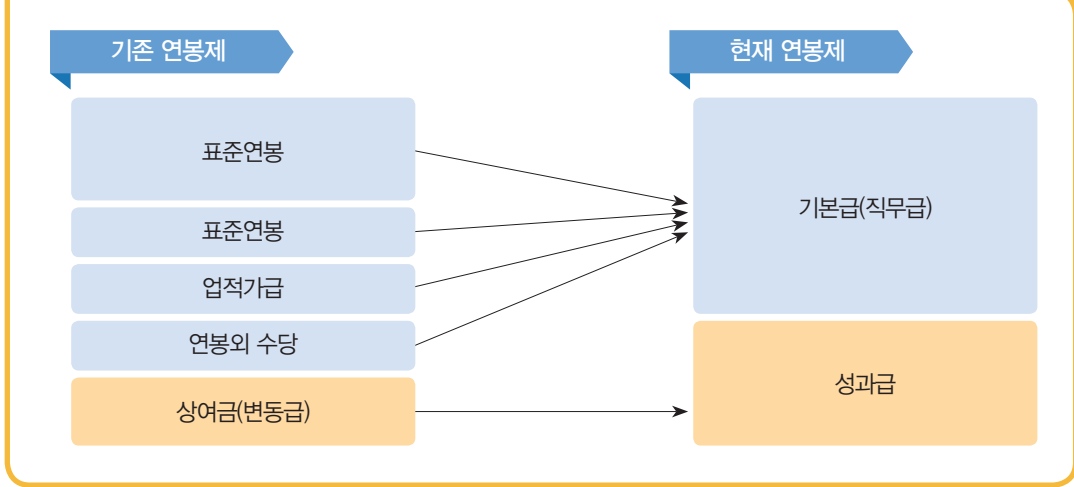 기존 연봉제
현재 연봉제
표준연봉
표준연봉
업적가급
연봉외 수당
상여금(변동급)
기본급(직무급)
성과급